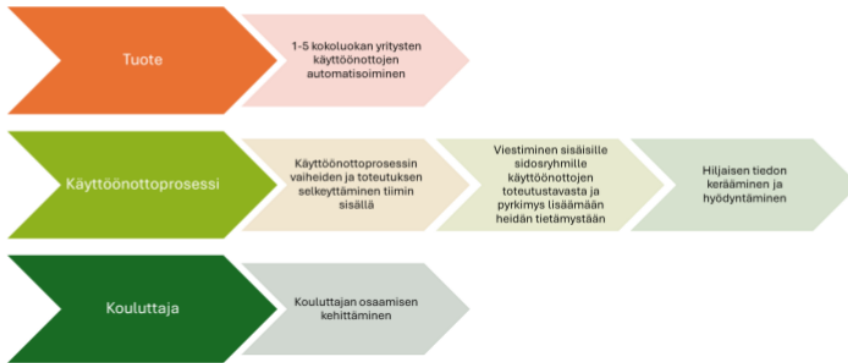 Tuote
1-5 kokoluokan yritysten
käyttöönottojen
automatisoiminen
Käyttöönottoprosessi
Käyttöönottoprosessin
vaiheiden ja toteutuksen
selkeyttäminen tiimin
sisällä
Viestiminen sisäisille
sidosryhmille
käyttöönottojen
toteutustavasta ja
pyrkimys lisäämään
heidän tietämystään
Hiljaisen tiedon
kerääminen ja
hyödyntäminen
Kouluttaja
Kouluttajan osaamisen
kehittäminen